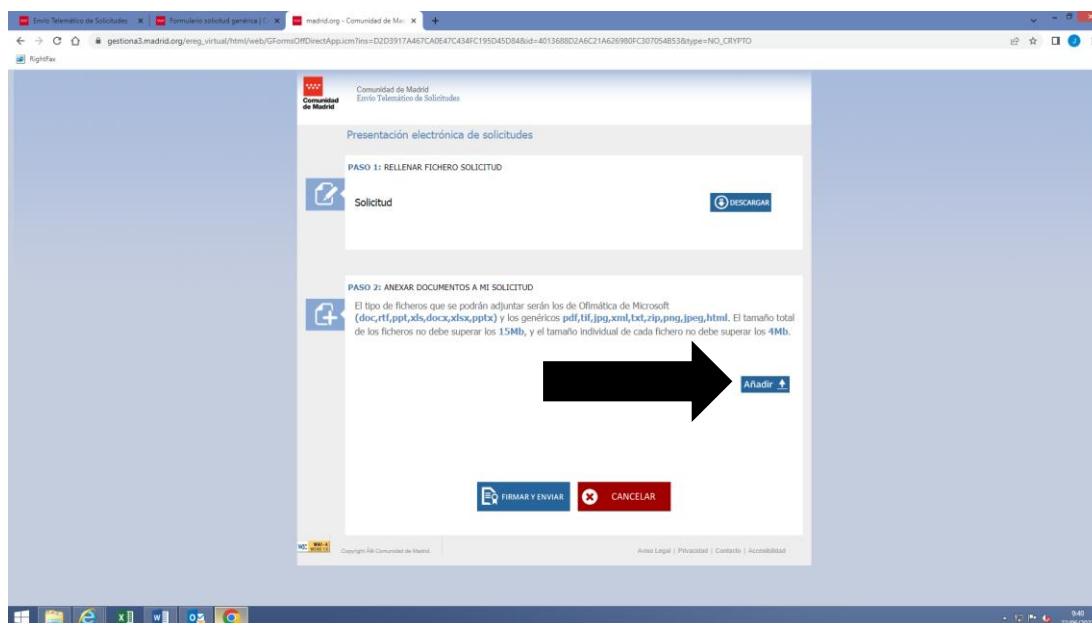 Envío Telemático de Solicitudes
Formulario solicitud genérica | C
madrid.org - Comunidad de Mad
gestiona3.madrid.org/ereg_virtual/html/web/GFormsOffDirectApp.icm?ins=D2D3917A467CA0E47C434FC195D45D84&id=4013688D2A6C21A626980FC307054B53&type=NO_CRYPTO
RightFax
Comunidad de Madrid
Comunidad de Madrid
Envío Telemático de Solicitudes
Presentación electrónica de solicitudes
PASO 1: RELLENAR FICHERO SOLICITUD
Solicitud
DESCARGAR
PASO 2: ANEXAR DOCUMENTOS A MI SOLICITUD
El tipo de ficheros que se podrán adjuntar serán los de Ofimática de Microsoft
(doc,rtf,ppt,xls,docx,xlsx,pptx) y los genéricos pdf,tif,jpg,xml,txt,zip,png,jpeg,html. El tamaño total
de los ficheros no debe superar los 15Mb, y el tamaño individual de cada fichero no debe superar los 4Mb.
Añadir
FIRMAR Y ENVIAR
CANCELAR
Copyright Â© Comunidad de Madrid.
Aviso Legal | Privacidad | Contacto | Accesibilidad
9:40